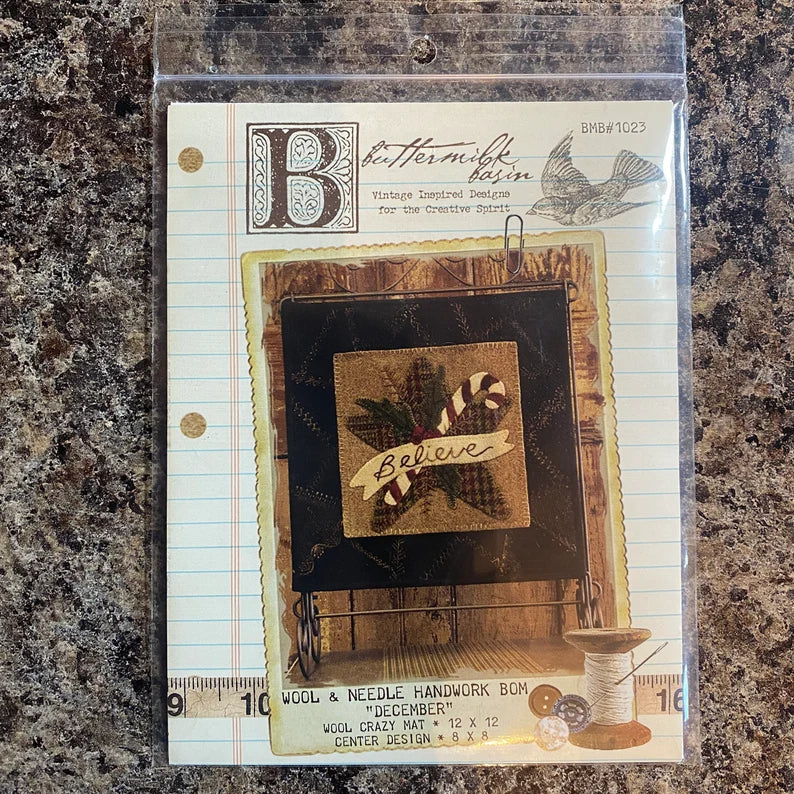 BMB#1023
B
buttermilk
basin
Vintage Inspired Designs
for the Creative Spirit
Believe
WOOL & NEEDLE HANDWORK BOM
"DECEMBER"
WOOL CRAZY MAT * 12 X 12
CENTER DESIGN * 8 X 8
9 10 16